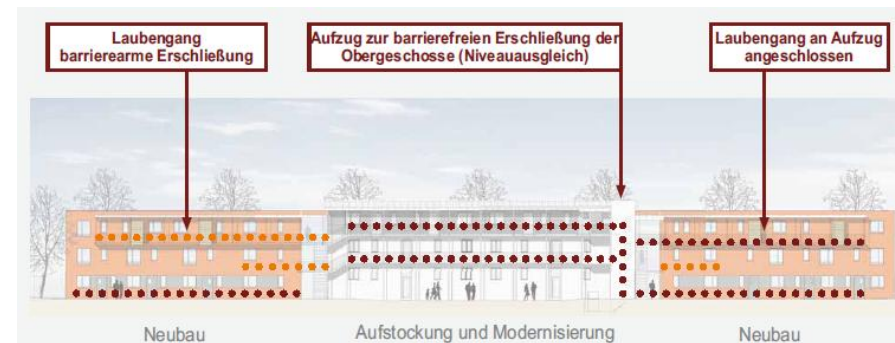 Laubengang
barrierearme Erschließung
Aufzug zur barrierefreien Erschließung der
Obergeschosse (Niveauausgleich)
Laubengang an Aufzug
angeschlossen
Neubau
Aufstockung und Modernisierung
Neubau